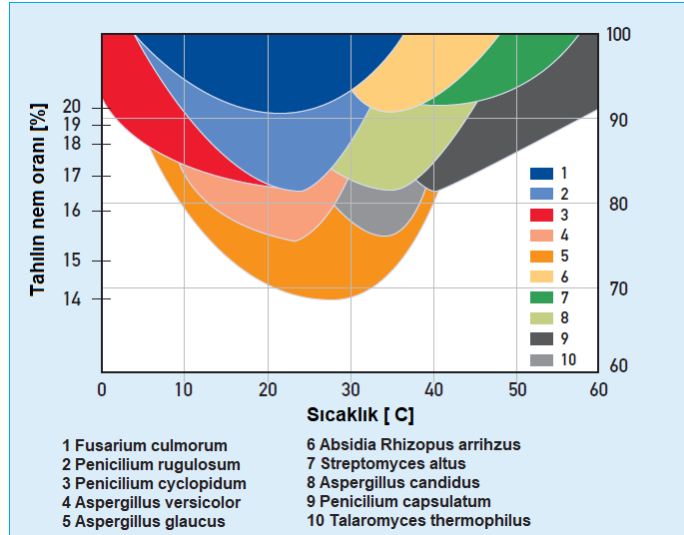 Tahılın nem oranı [%]
20
19
18
17
16
15
14
100
90
80
70
60
1
2
3
4
5
6
7
8
9
10
0 10 20 30 40 50 60
Sıcaklık [ C]
1 Fusarium culmorum
2 Penicilium rugulosum
3 Penicilium cyclopidum
4 Aspergillus versicolor
5 Aspergillus glaucus
6 Absidia Rhizopus arrihzus
7 Streptomyces altus
8 Aspergillus candidus
9 Penicilium capsulatum
10 Talaromyces thermophilus